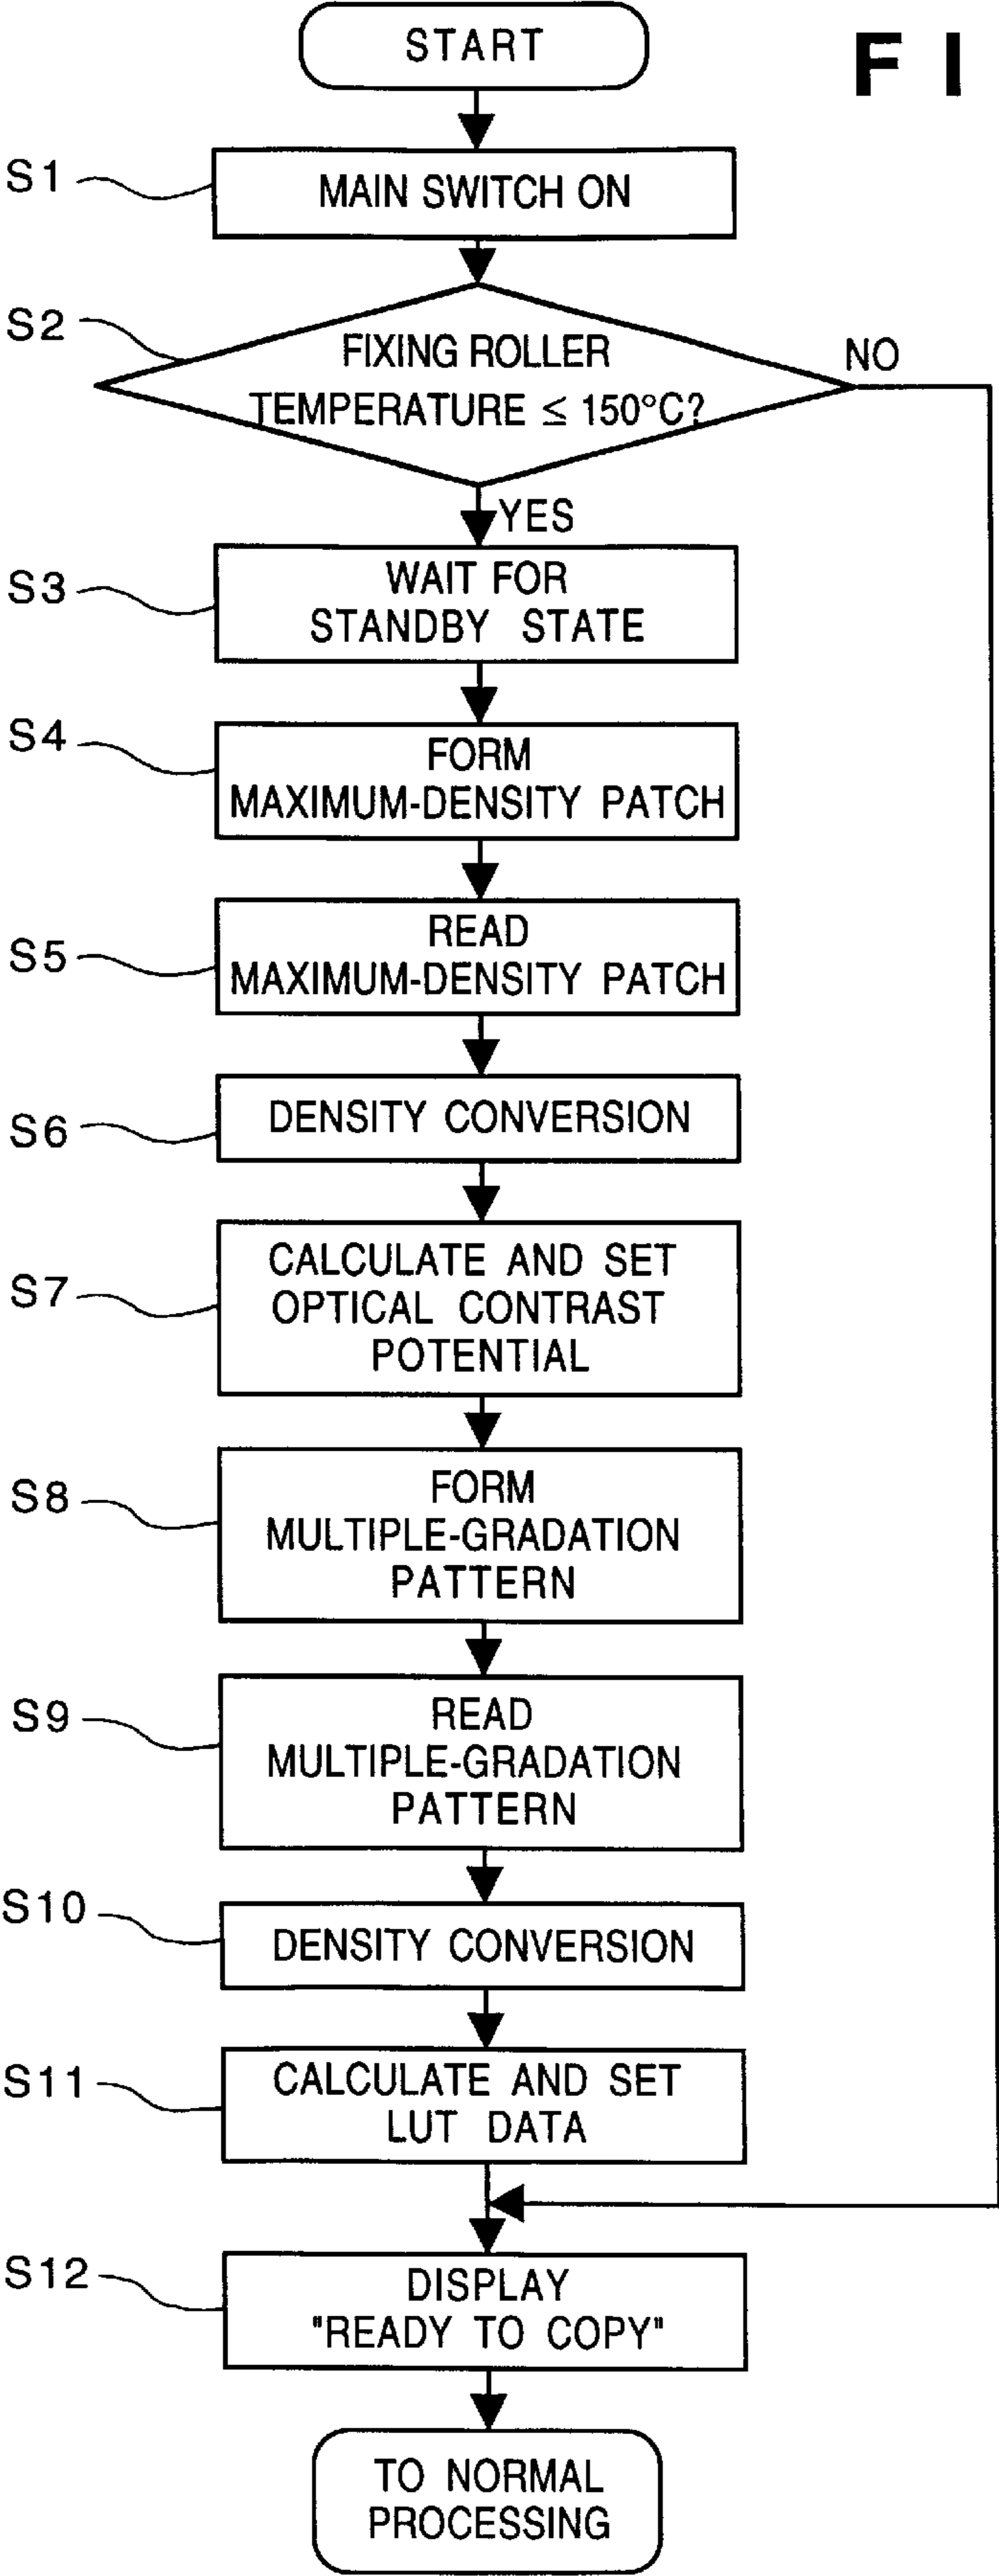 START
F I
S1
MAIN SWITCH ON
S2
FIXING ROLLER
TEMPERATURE ≤ 150°C?
NO
YES
S3
WAIT FOR
STANDBY STATE
S4
FORM
MAXIMUM-DENSITY PATCH
S5
READ
MAXIMUM-DENSITY PATCH
S6
DENSITY CONVERSION
S7
CALCULATE AND SET
OPTICAL CONTRAST
POTENTIAL
S8
FORM
MULTIPLE-GRADATION
PATTERN
S9
READ
MULTIPLE-GRADATION
PATTERN
S10
DENSITY CONVERSION
S11
CALCULATE AND SET
LUT DATA
S12
DISPLAY
"READY TO COPY"
TO NORMAL
PROCESSING